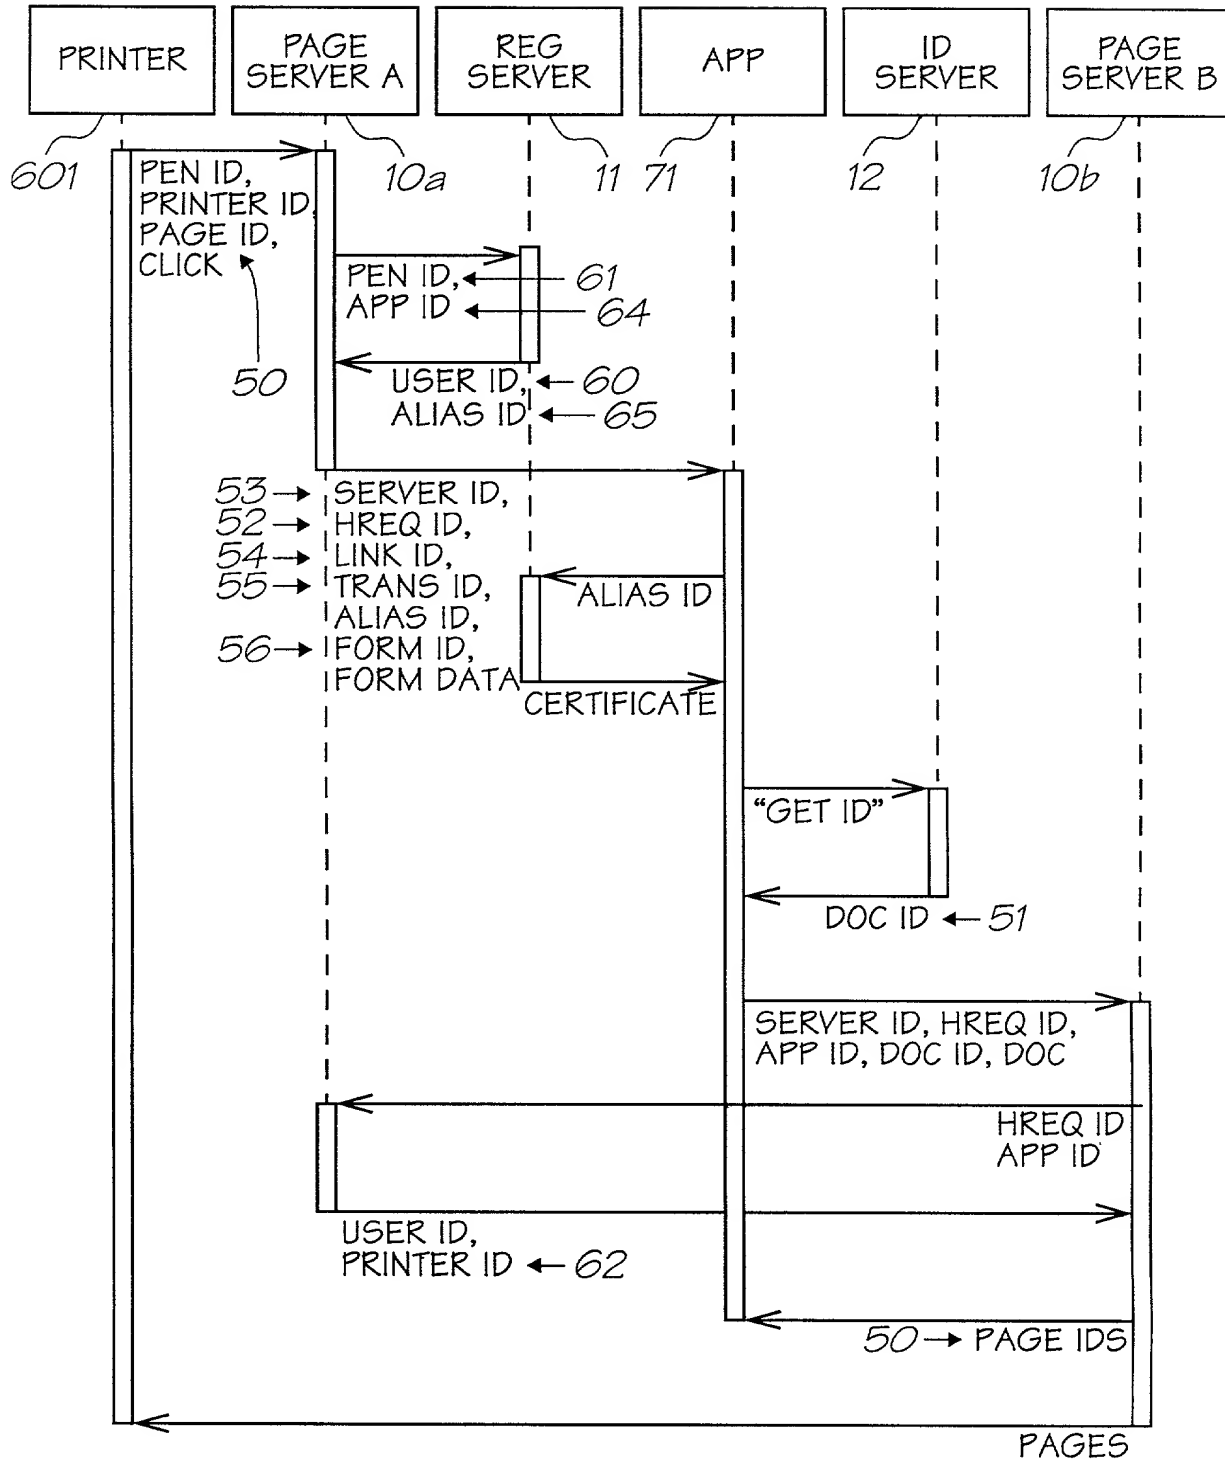 PRINTER
PAGE
SERVER A
REG
SERVER
APP
ID
SERVER
PAGE
SERVER B
601
10a
11
71
12
10b
PEN ID,
PRINTER ID,
PAGE ID,
CLICK
50
PEN ID,
61
APP ID
64
USER ID,
60
ALIAS ID
65
53
SERVER ID,
52
HREQ ID,
54
LINK ID,
55
TRANS ID,
ALIAS ID,
56
FORM ID,
FORM DATA
ALIAS ID
CERTIFICATE
“GET ID”
DOC ID
51
SERVER ID, HREQ ID,
APP ID, DOC ID, DOC
HREQ ID
APP ID
USER ID,
PRINTER ID
62
50
PAGE IDS
PAGES